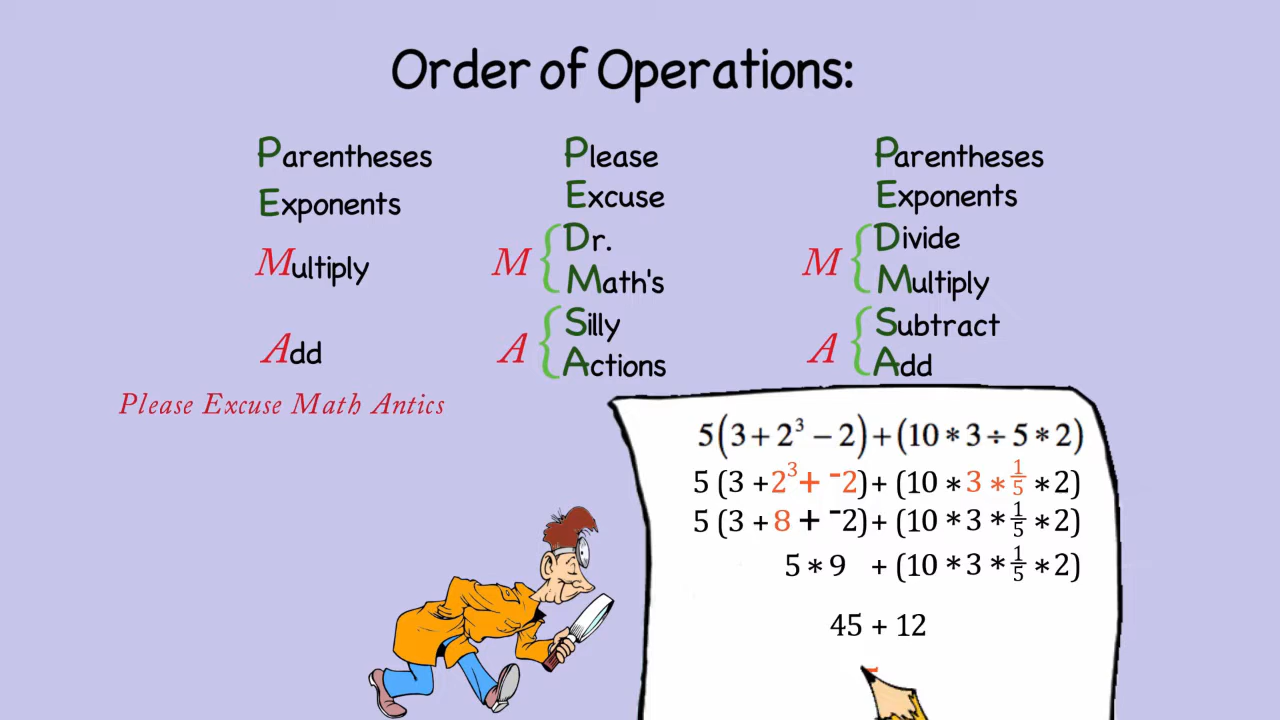 Order of Operations:
Parentheses
Exponents
Multiply
Add
Please Excuse Math Antics
Please
Excuse
M { Dr.
Math's
A { Silly
Actions
Parentheses
Exponents
M { Divide
Multiply
A { Subtract
Add
5(3+2³−2)+(10*3÷5*2)
5 (3 +2³+ ⁻2)+ (10 *3 *1/5 *2)
5 (3 +8 + ⁻2)+ (10 *3 *1/5 *2)
5 * 9 + (10 *3 *1/5 *2)
45 + 12